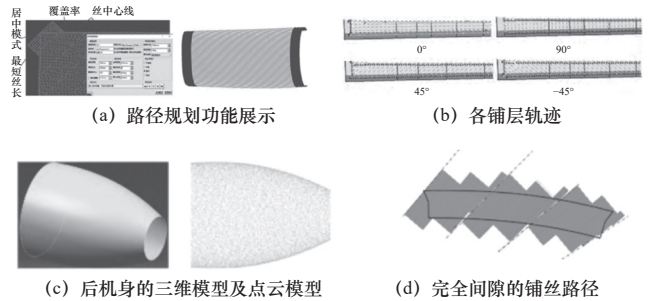 覆盖率 丝中心线
居中模式
最短丝长
(a) 路径规划功能展示
0°
90°
45°
−45°
(b) 各铺层轨迹
(c) 后机身的三维模型及点云模型
(d) 完全间隙的铺丝路径